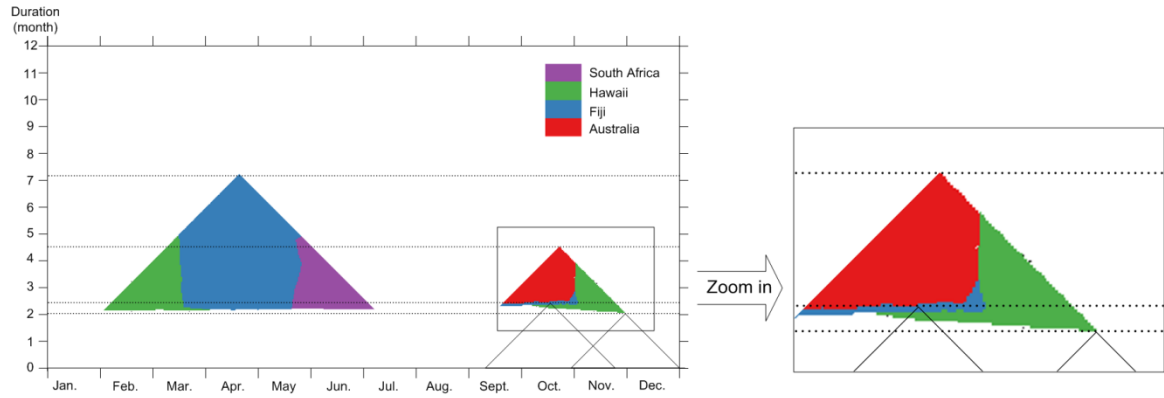 Duration
(month)
12
11
10
9
8
7
6
5
4
3
2
1
0
South Africa
Hawaii
Fiji
Australia
Zoom in
Jan. Feb. Mar. Apr. May Jun. Jul. Aug. Sept. Oct. Nov. Dec.